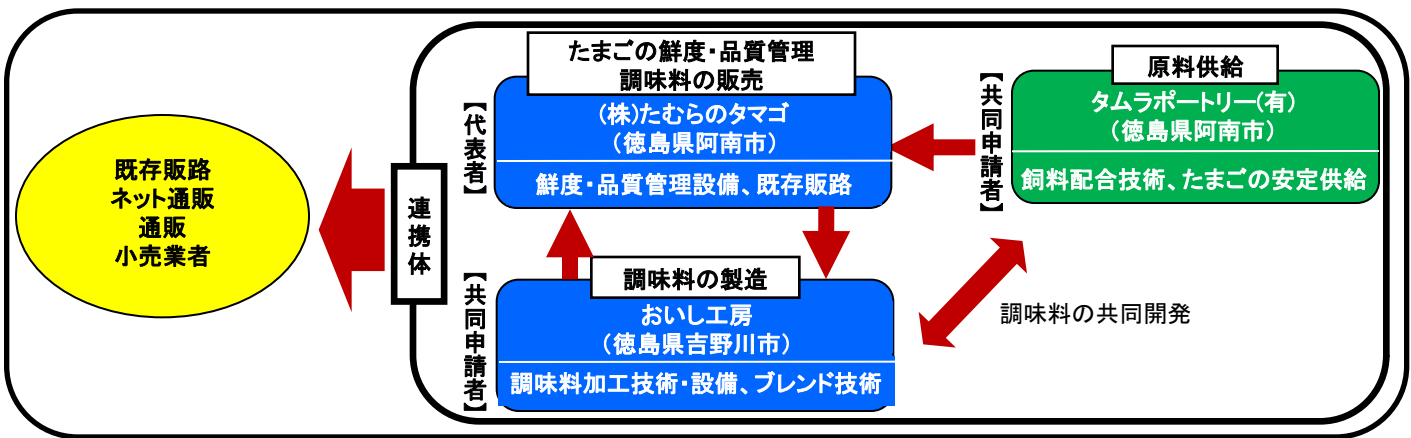 既存販路
ネット通販
通販
小売業者
連携体
【代表者】
たまごの鮮度・品質管理
調味料の販売
(株)たむらのタマゴ
(徳島県阿南市)
鮮度・品質管理設備、既存販路
【共同申請者】
原料供給
タムラポートリー(有)
(徳島県阿南市)
飼料配合技術、たまごの安定供給
【共同申請者】
調味料の製造
おいし工房
(徳島県吉野川市)
調味料加工技術・設備、ブレンド技術
調味料の共同開発